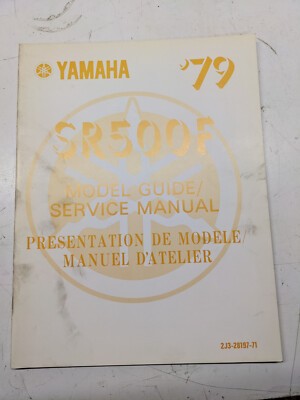 YAMAHA '79
SR500F
MODEL GUIDE/
SERVICE MANUAL
PRESENTATION DE MODELE/
MANUEL D'ATELIER
2J3-28197-71